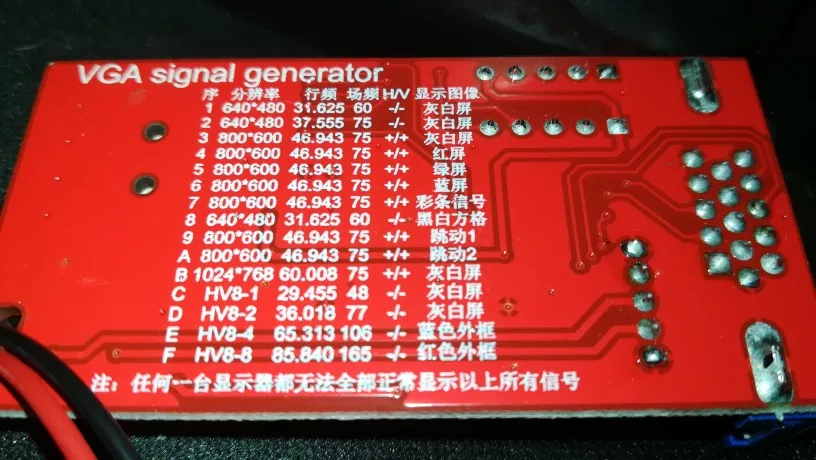 VGA signal generator
序 分辨率 行频 场频 H/V 显示图像
1 640*480 31.625 60 -/- 灰白屏
2 640*480 37.555 75 -/- 灰白屏
3 800*600 46.943 75 +/+ 灰白屏
4 800*600 46.943 75 +/+ 红屏
5 800*600 46.943 75 +/+ 绿屏
6 800*600 46.943 75 +/+ 蓝屏
7 800*600 46.943 75 +/+ 彩条信号
8 640*480 31.625 60 -/- 黑白方格
9 800*600 46.943 75 +/+ 跳动1
A 800*600 46.943 75 +/+ 跳动2
B 1024*768 60.008 75 +/+ 灰白屏
C HV8-1 29.455 48 -/- 灰白屏
D HV8-2 36.018 77 -/- 灰白屏
E HV8-4 65.313 106 -/- 蓝色外框
F HV8-8 85.840 165 -/- 红色外框
注：任何一台显示器都无法全部正常显示以上所有信号